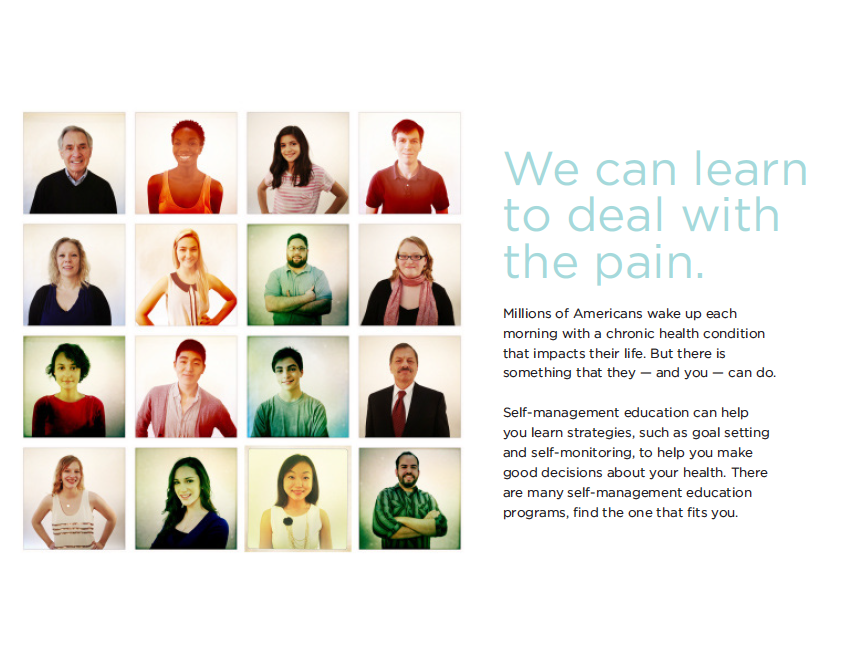 We can learn
to deal with
the pain.
Millions of Americans wake up each
morning with a chronic health condition
that impacts their life. But there is
something that they — and you — can do.
Self-management education can help
you learn strategies, such as goal setting
and self-monitoring, to help you make
good decisions about your health. There
are many self-management education
programs, find the one that fits you.